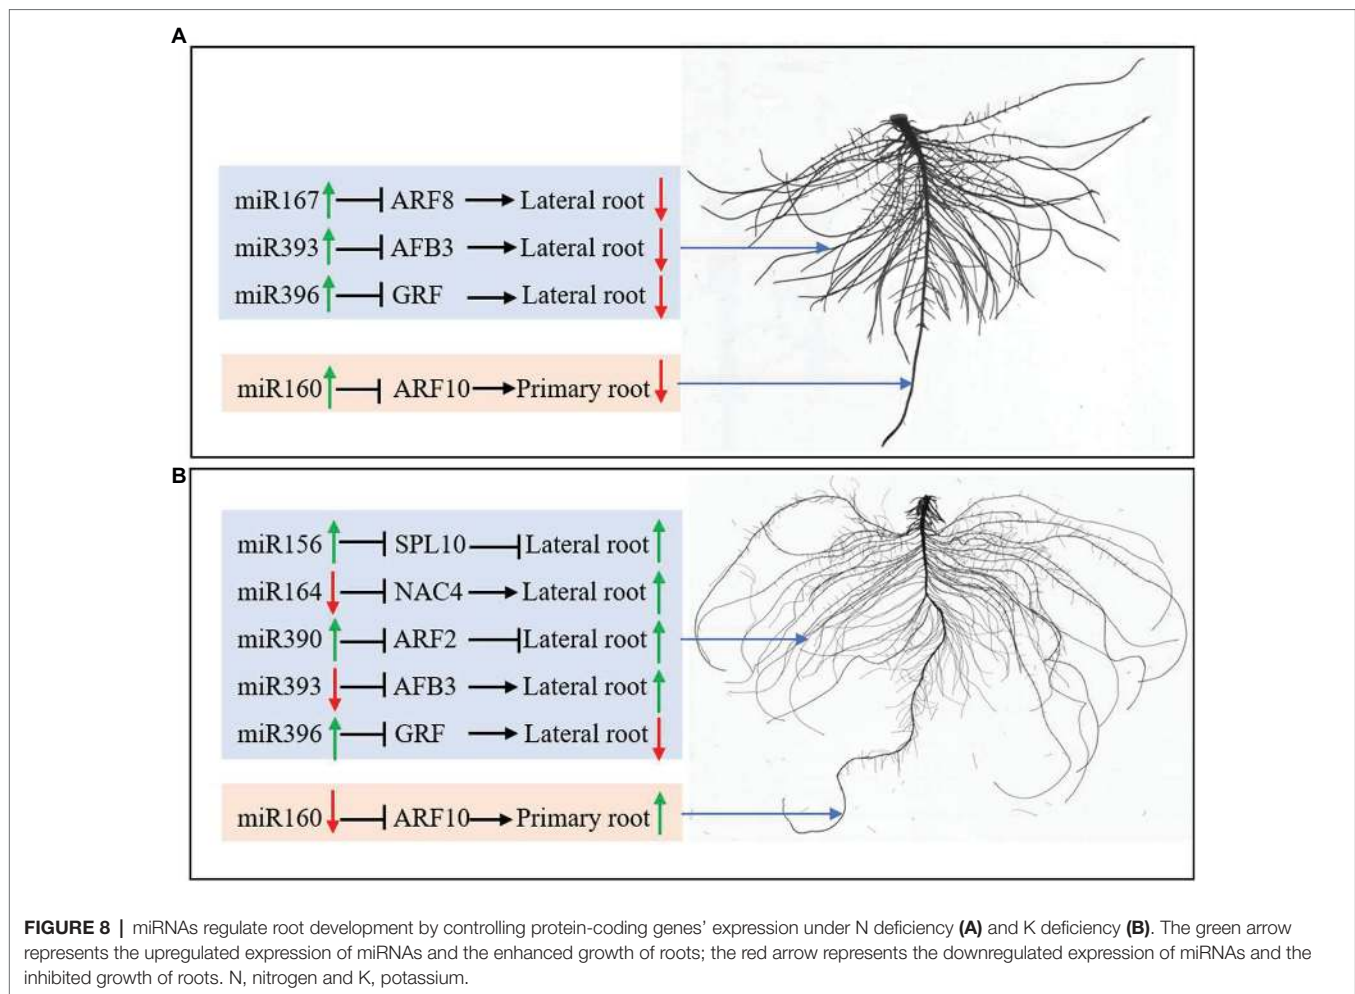 A
miR167 ARF8 Lateral root
miR393 AFB3 Lateral root
miR396 GRF Lateral root
miR160 ARF10 Primary root
B
miR156 SPL10 Lateral root
miR164 NAC4 Lateral root
miR390 ARF2 Lateral root
miR393 AFB3 Lateral root
miR396 GRF Lateral root
miR160 ARF10 Primary root
FIGURE 8 | miRNAs regulate root development by controlling protein-coding genes’ expression under N deficiency (A) and K deficiency (B). The green arrow
represents the upregulated expression of miRNAs and the enhanced growth of roots; the red arrow represents the downregulated expression of miRNAs and the
inhibited growth of roots. N, nitrogen and K, potassium.